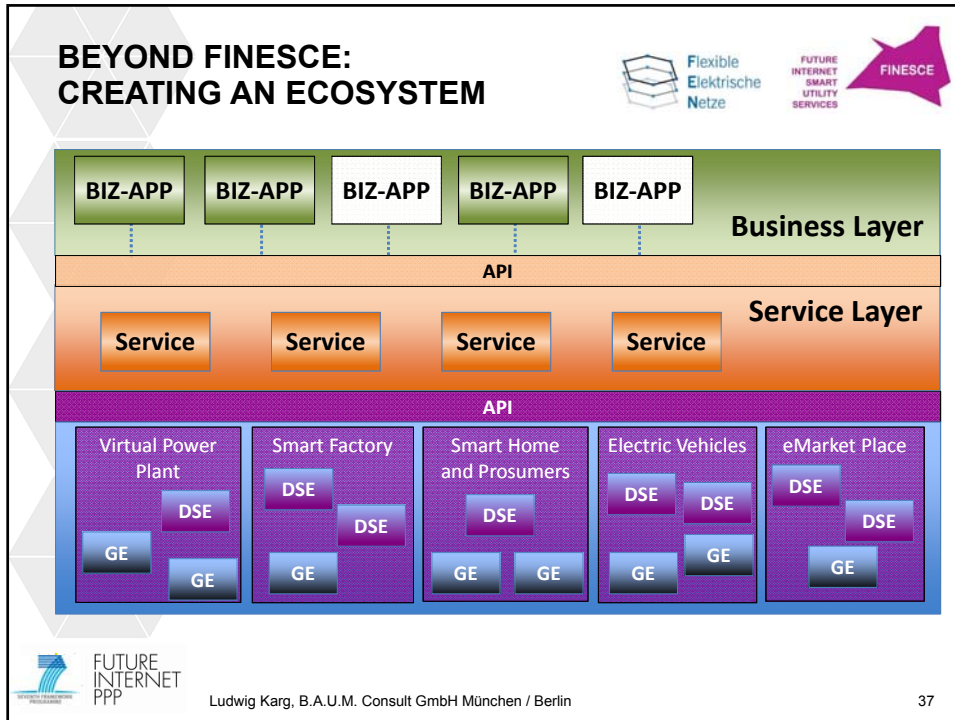 BEYOND FINESCE:
CREATING AN ECOSYSTEM
Flexible
Elektrische
Netze
FUTURE
INTERNET
SMART
UTILITY
SERVICES
FINESCE
BIZ-APP
BIZ-APP
BIZ-APP
BIZ-APP
BIZ-APP
Business Layer
API
Service Layer
Service
Service
Service
Service
API
Virtual Power
Plant
DSE
GE
GE
Smart Factory
DSE
DSE
GE
Smart Home
and Prosumers
DSE
GE
GE
Electric Vehicles
DSE
DSE
GE
GE
eMarket Place
DSE
DSE
GE
SEVENTH FRAMEWORK
PROGRAMME
FUTURE
INTERNET
PPP
Ludwig Karg, B.A.U.M. Consult GmbH München / Berlin
37